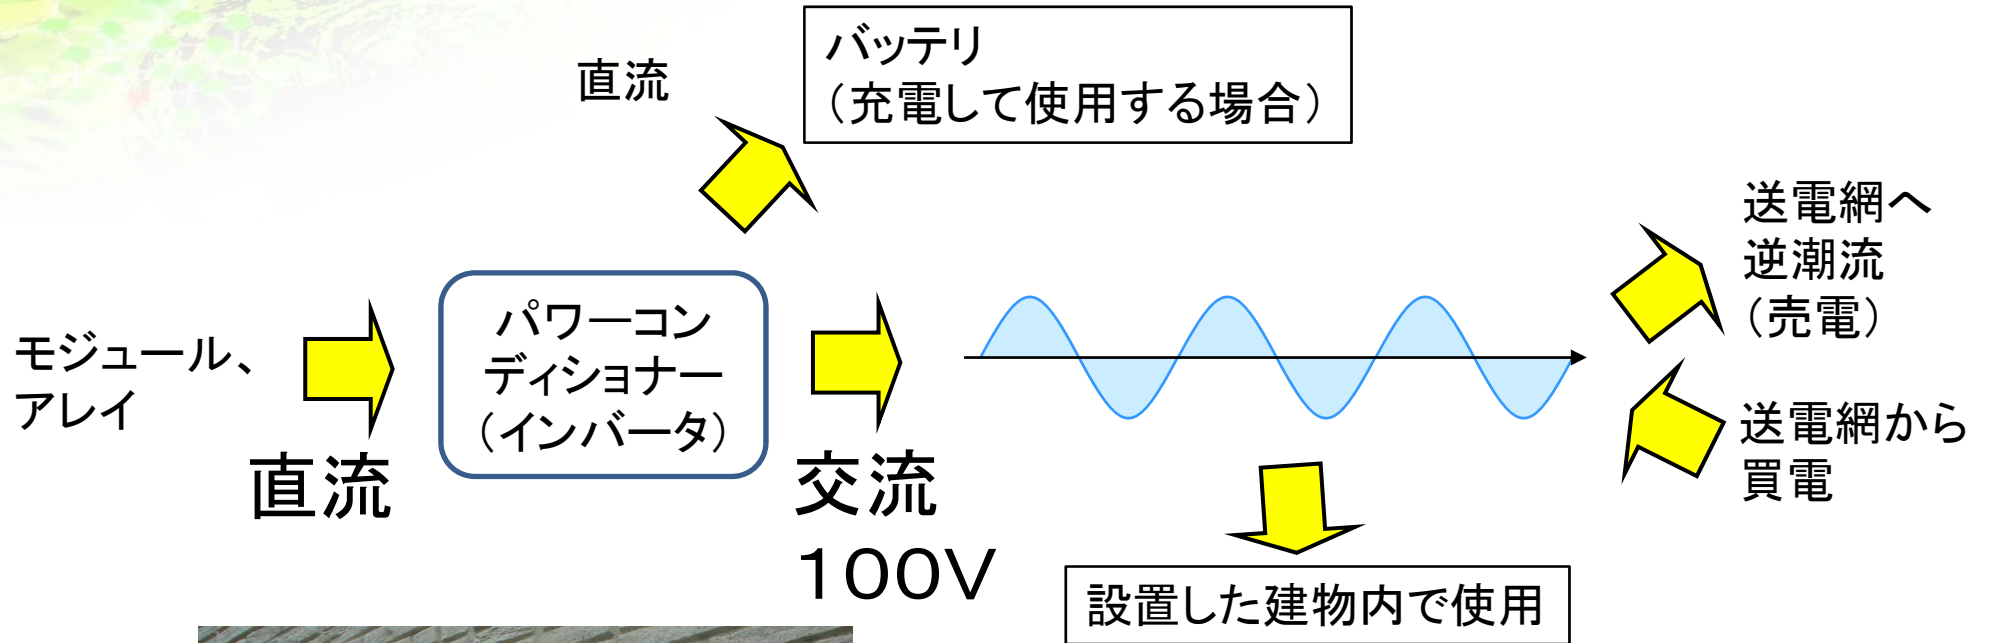 直流
バッテリ
（充電して使用する場合）
送電網へ
逆潮流
（売電）
モジュール、
アレイ
直流
パワーコン
ディショナー
（インバータ）
交流
１００Ｖ
送電網から
買電
設置した建物内で使用